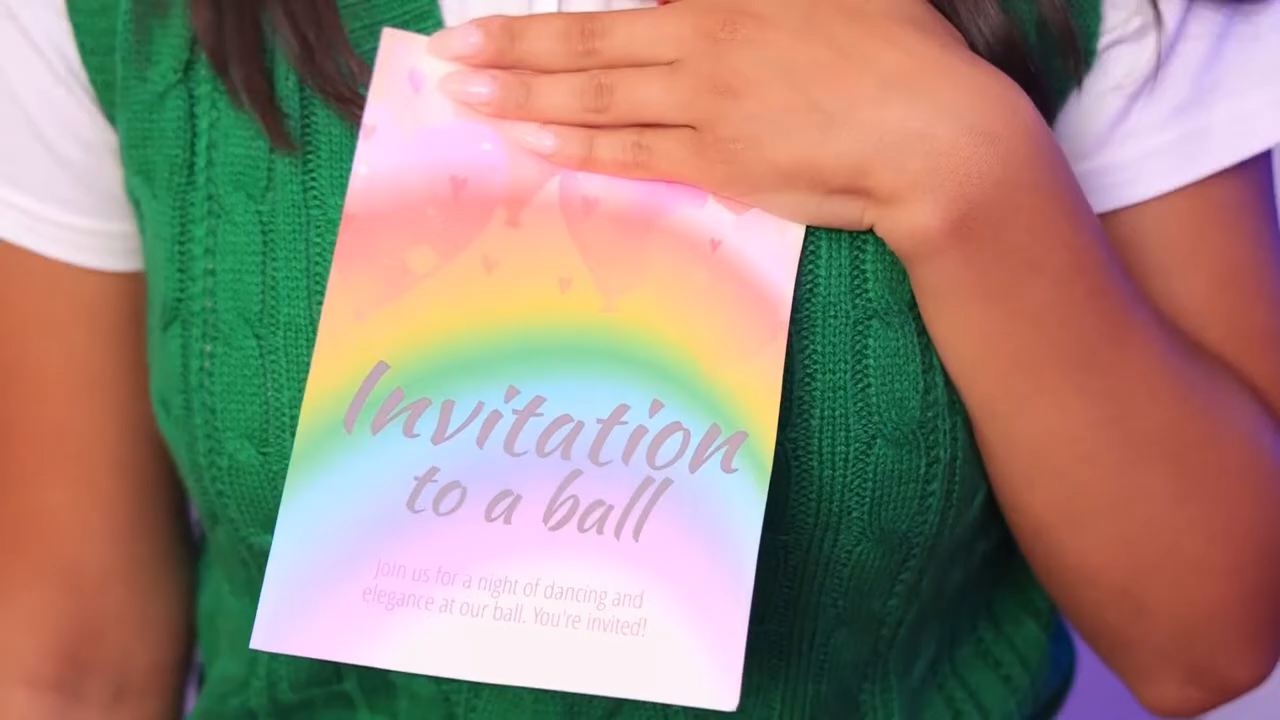 Invitation
to a ball
Join us for a night of dancing and
elegance at our ball. You're invited!